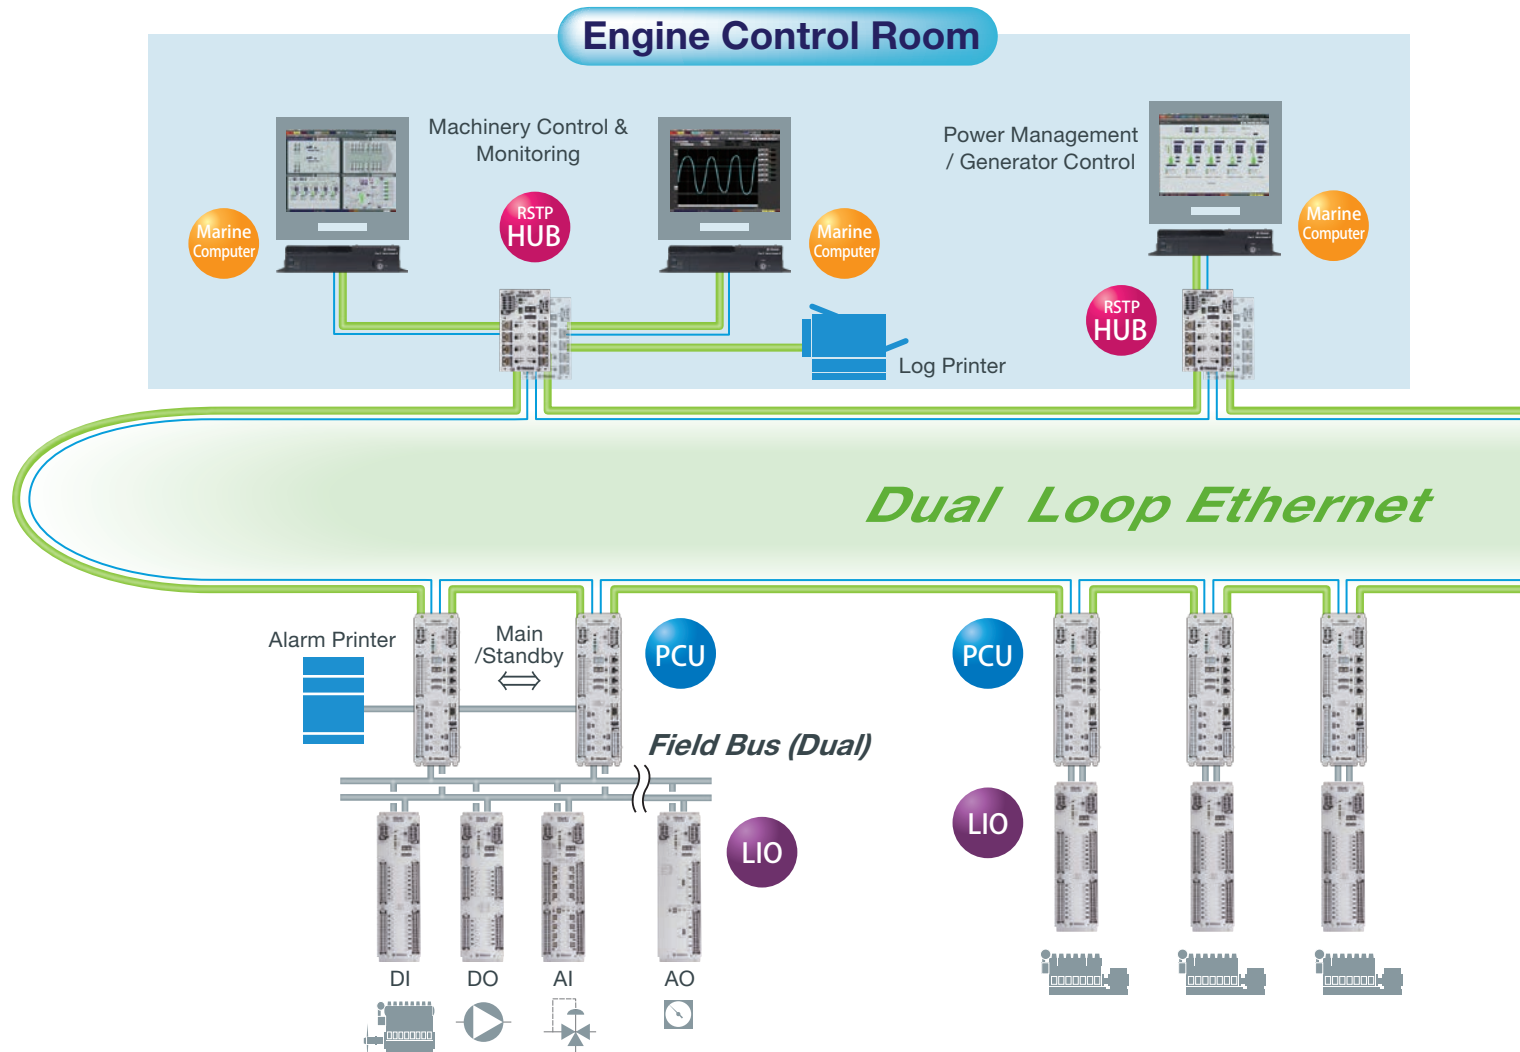 Engine Control Room
Machinery Control &
Monitoring
Power Management
/ Generator Control
RSTP
HUB
Marine
Computer
Marine
Computer
Marine
Computer
RSTP
HUB
Log Printer
Dual Loop Ethernet
Alarm Printer
Main
/Standby
PCU
PCU
Field Bus (Dual)
LIO
LIO
DI
DO
AI
AO